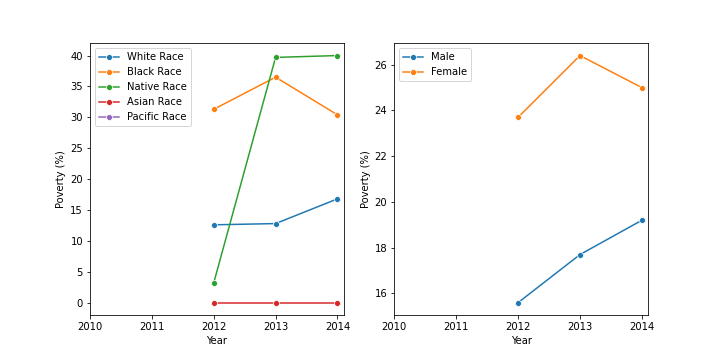 White Race
Black Race
Native Race
Asian Race
Pacific Race
40
35
30
25
20
15
10
5
0
Poverty (%)
2010 2011 2012 2013 2014
Year
Male
Female
26
24
22
20
18
16
Poverty (%)
2010 2011 2012 2013 2014
Year